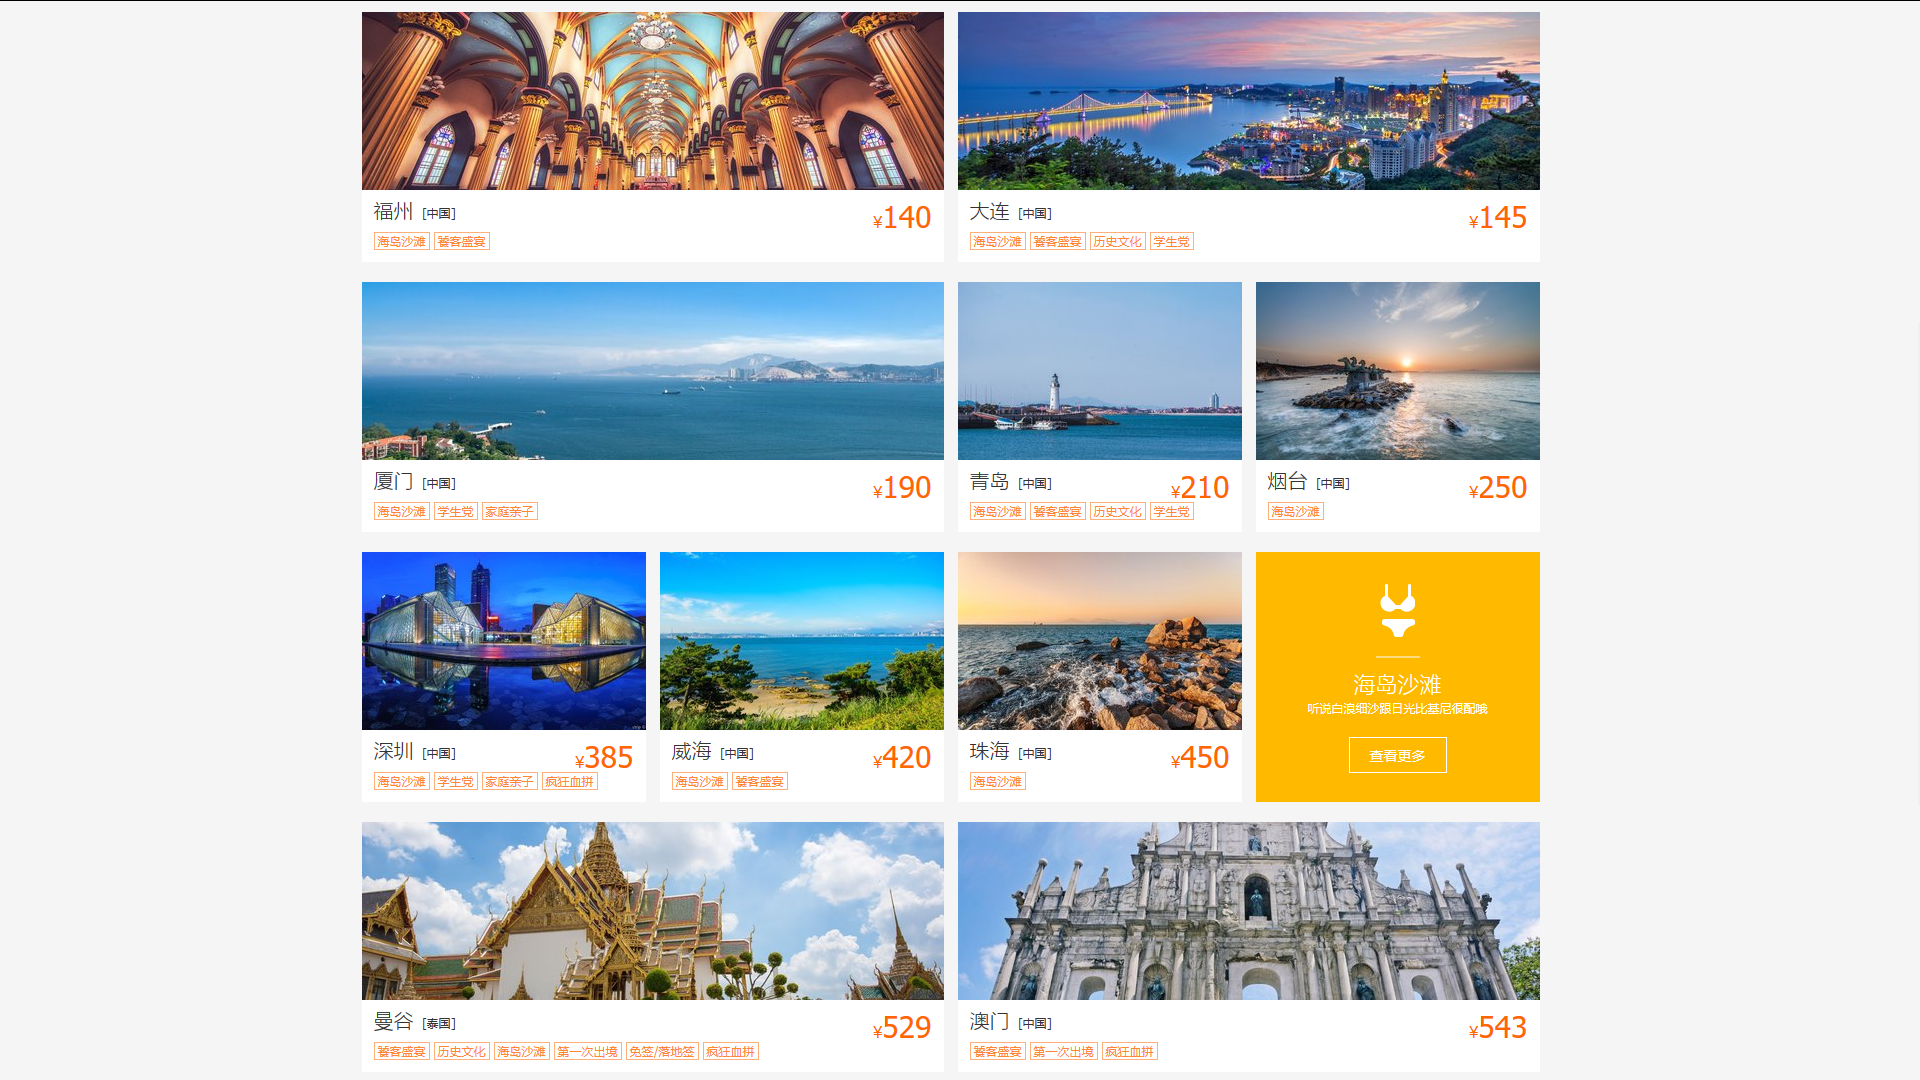 福州 [中国] ¥140
海岛沙滩 饕客盛宴
大连 [中国] ¥145
海岛沙滩 饕客盛宴 历史文化 学生党
厦门 [中国] ¥190
海岛沙滩 学生党 家庭亲子
青岛 [中国] ¥210
海岛沙滩 饕客盛宴 历史文化 学生党
烟台 [中国] ¥250
海岛沙滩
深圳 [中国] ¥385
海岛沙滩 学生党 家庭亲子 疯狂血拼
威海 [中国] ¥420
海岛沙滩 饕客盛宴
珠海 [中国] ¥450
海岛沙滩
海岛沙滩
听说白浪细沙跟日光比基尼很配哦
查看更多
曼谷 [泰国] ¥529
饕客盛宴 历史文化 海岛沙滩 第一次出境 免签/落地签 疯狂血拼
澳门 [中国] ¥543
饕客盛宴 第一次出境 疯狂血拼